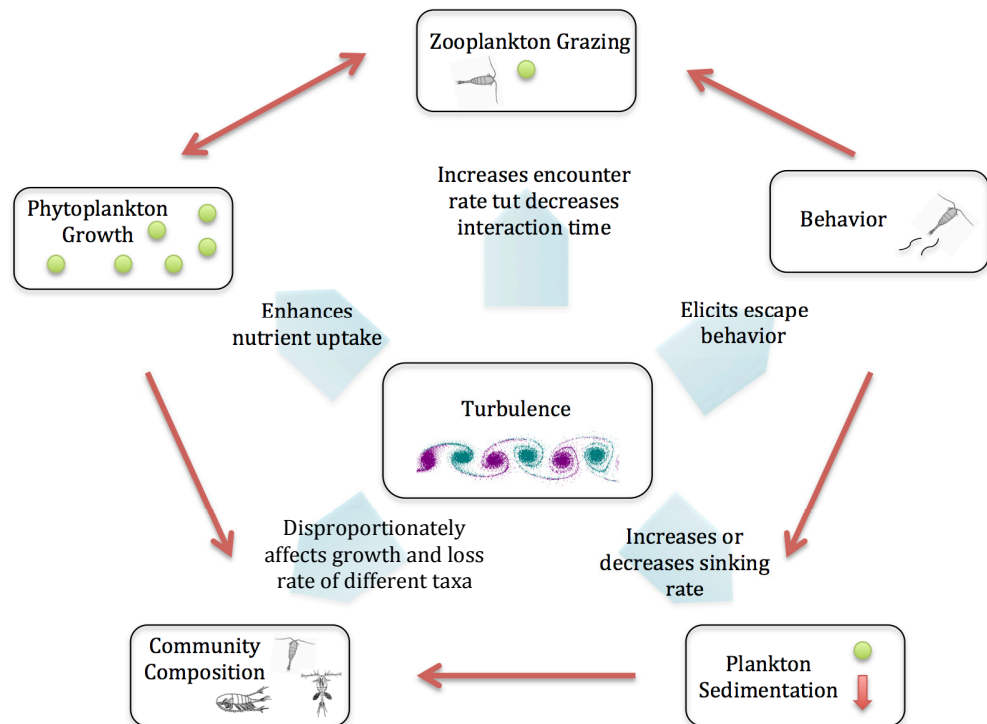 Zooplankton Grazing
Phytoplankton
Growth
Increases encounter
rate tut decreases
interaction time
Behavior
Enhances
nutrient uptake
Elicits escape
behavior
Turbulence
Disproportionately
affects growth and loss
rate of different taxa
Increases or
decreases sinking
rate
Community
Composition
Plankton
Sedimentation